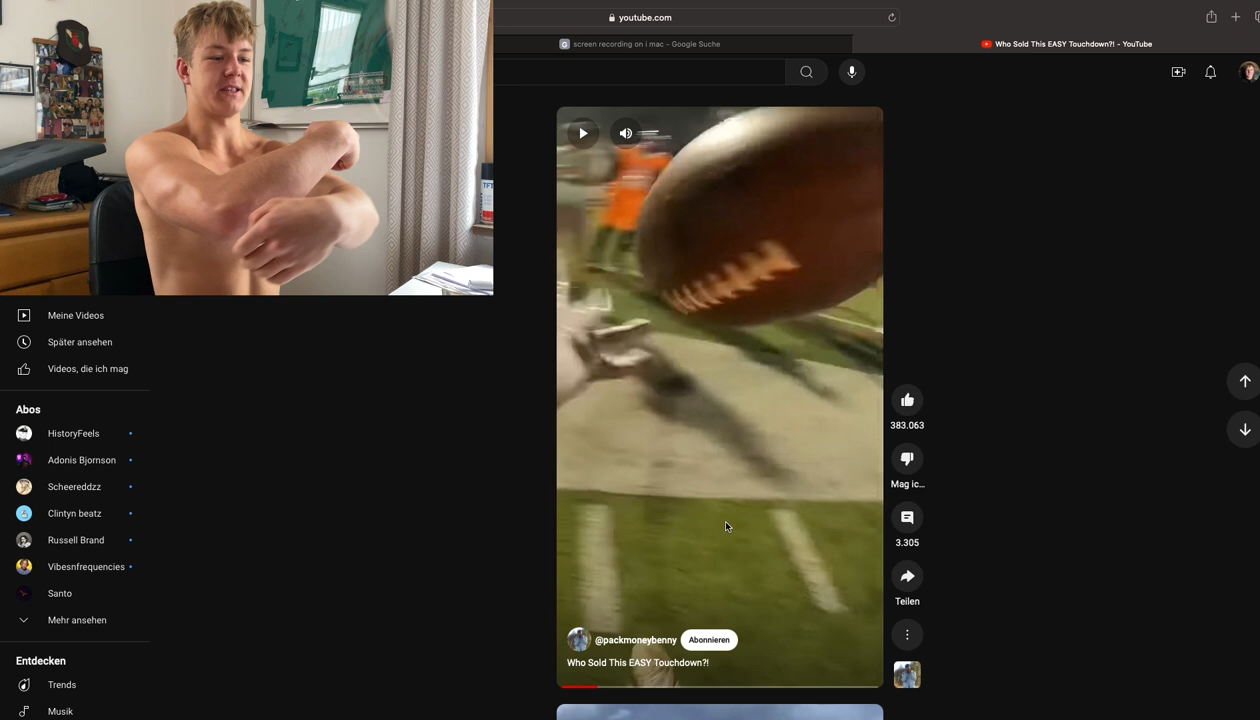 youtube.com
screen recording on i mac - Google Suche
Who Sold This EASY Touchdown?! - YouTube
TFT
Meine Videos
Später ansehen
Videos, die ich mag
Abos
HistoryFeels
Adonis Bjornson
Scheereddzz
Clintyn beatz
Russell Brand
Vibesnfrequencies
Santo
Mehr ansehen
Entdecken
Trends
Musik
383.063
Mag ic...
3.305
Teilen
@packmoneybenny
Abonnieren
Who Sold This EASY Touchdown?!